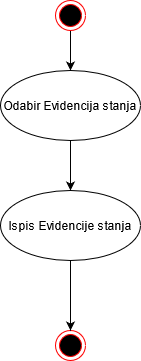 Odabir Evidencija stanja
Ispis Evidencije stanja